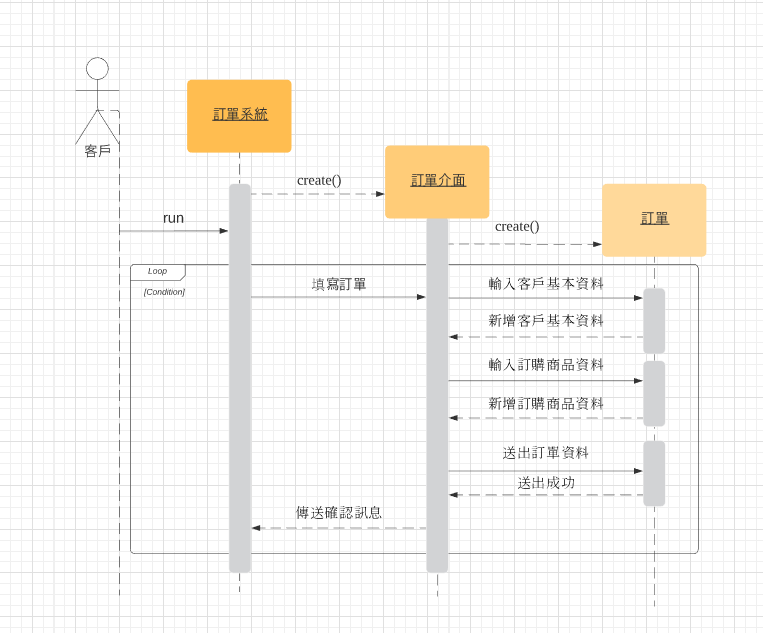 客戶
訂單系統
訂單介面
訂單
create()
create()
run
Loop
[Condition]
填寫訂單
輸入客戶基本資料
新增客戶基本資料
輸入訂購商品資料
新增訂購商品資料
送出訂單資料
送出成功
傳送確認訊息